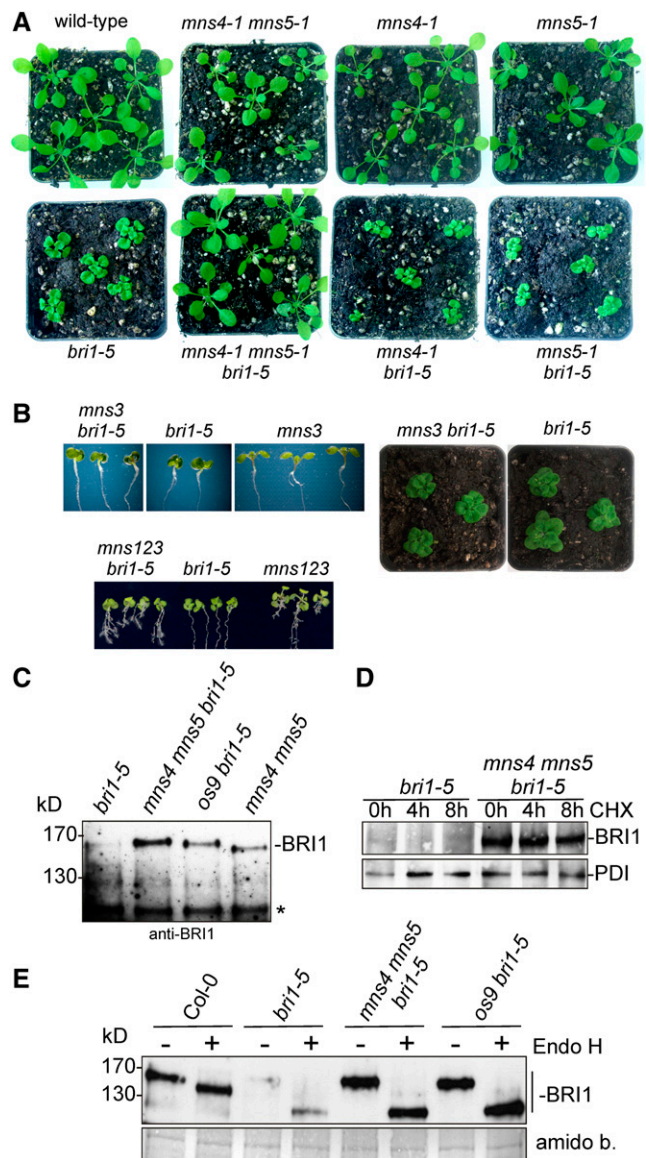 A
wild-type
mns4-1 mns5-1
mns4-1
mns5-1
bri1-5
mns4-1 mns5-1
bri1-5
mns4-1
bri1-5
mns5-1
bri1-5
B
mns3
bri1-5
bri1-5
mns3
mns3 bri1-5
bri1-5
mns123
bri1-5
bri1-5
mns123
C
bri1-5
mns4 mns5 bri1-5
os9 bri1-5
mns4 mns5
kD
170
130
-BRI1
*
anti-BRI1
D
bri1-5
mns4 mns5
bri1-5
0h 4h 8h 0h 4h 8h CHX
-BRI1
-PDI
E
Col-0
bri1-5
mns4 mns5
bri1-5
os9 bri1-5
kD
- + - + - + - + Endo H
170
130
-BRI1
amido b.